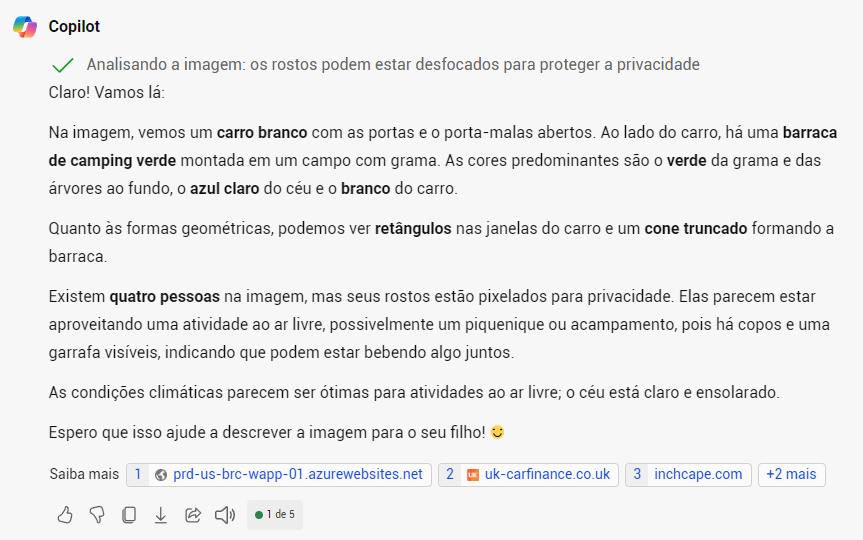 Copilot
Analisando a imagem: os rostos podem estar desfocados para proteger a privacidade
Claro! Vamos lá:
Na imagem, vemos um carro branco com as portas e o porta-malas abertos. Ao lado do carro, há uma barraca
de camping verde montada em um campo com grama. As cores predominantes são o verde da grama e das
árvores ao fundo, o azul claro do céu e o branco do carro.
Quanto às formas geométricas, podemos ver retângulos nas janelas do carro e um cone truncado formando a
barraca.
Existem quatro pessoas na imagem, mas seus rostos estão pixelados para privacidade. Elas parecem estar
aproveitando uma atividade ao ar livre, possivelmente um piquenique ou acampamento, pois há copos e uma
garrafa visíveis, indicando que podem estar bebendo algo juntos.
As condições climáticas parecem ser ótimas para atividades ao ar livre; o céu está claro e ensolarado.
Espero que isso ajude a descrever a imagem para o seu filho! 😊
Saiba mais 1 prd-us-brc-wapp-01.azurewebsites.net 2 UK uk-carfinance.co.uk 3 inchcape.com +2 mais
1 de 5